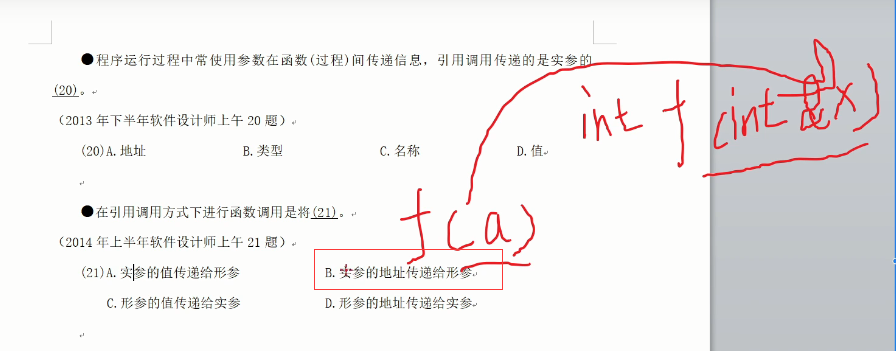 ●程序运行过程中常使用参数在函数(过程)间传递信息，引用调用传递的是实参的
(20)。
（2013 年下半年软件设计师上午 20 题）
(20)A.地址 B.类型 C.名称 D.值
●在引用调用方式下进行函数调用是将(21)。
（2014 年上半年软件设计师上午 21 题）
(21)A.实参的值传递给形参 B.实参的地址传递给形参
C.形参的值传递给实参 D.形参的地址传递给实参
int f (int
f(a)